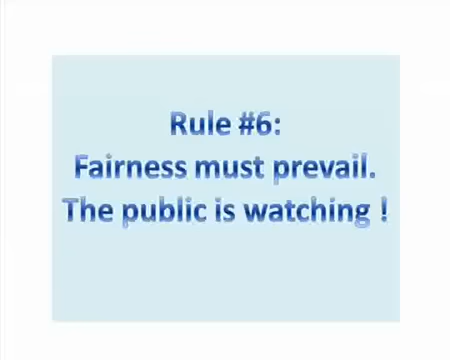 Rule #6:
Fairness must prevail.
The public is watching !